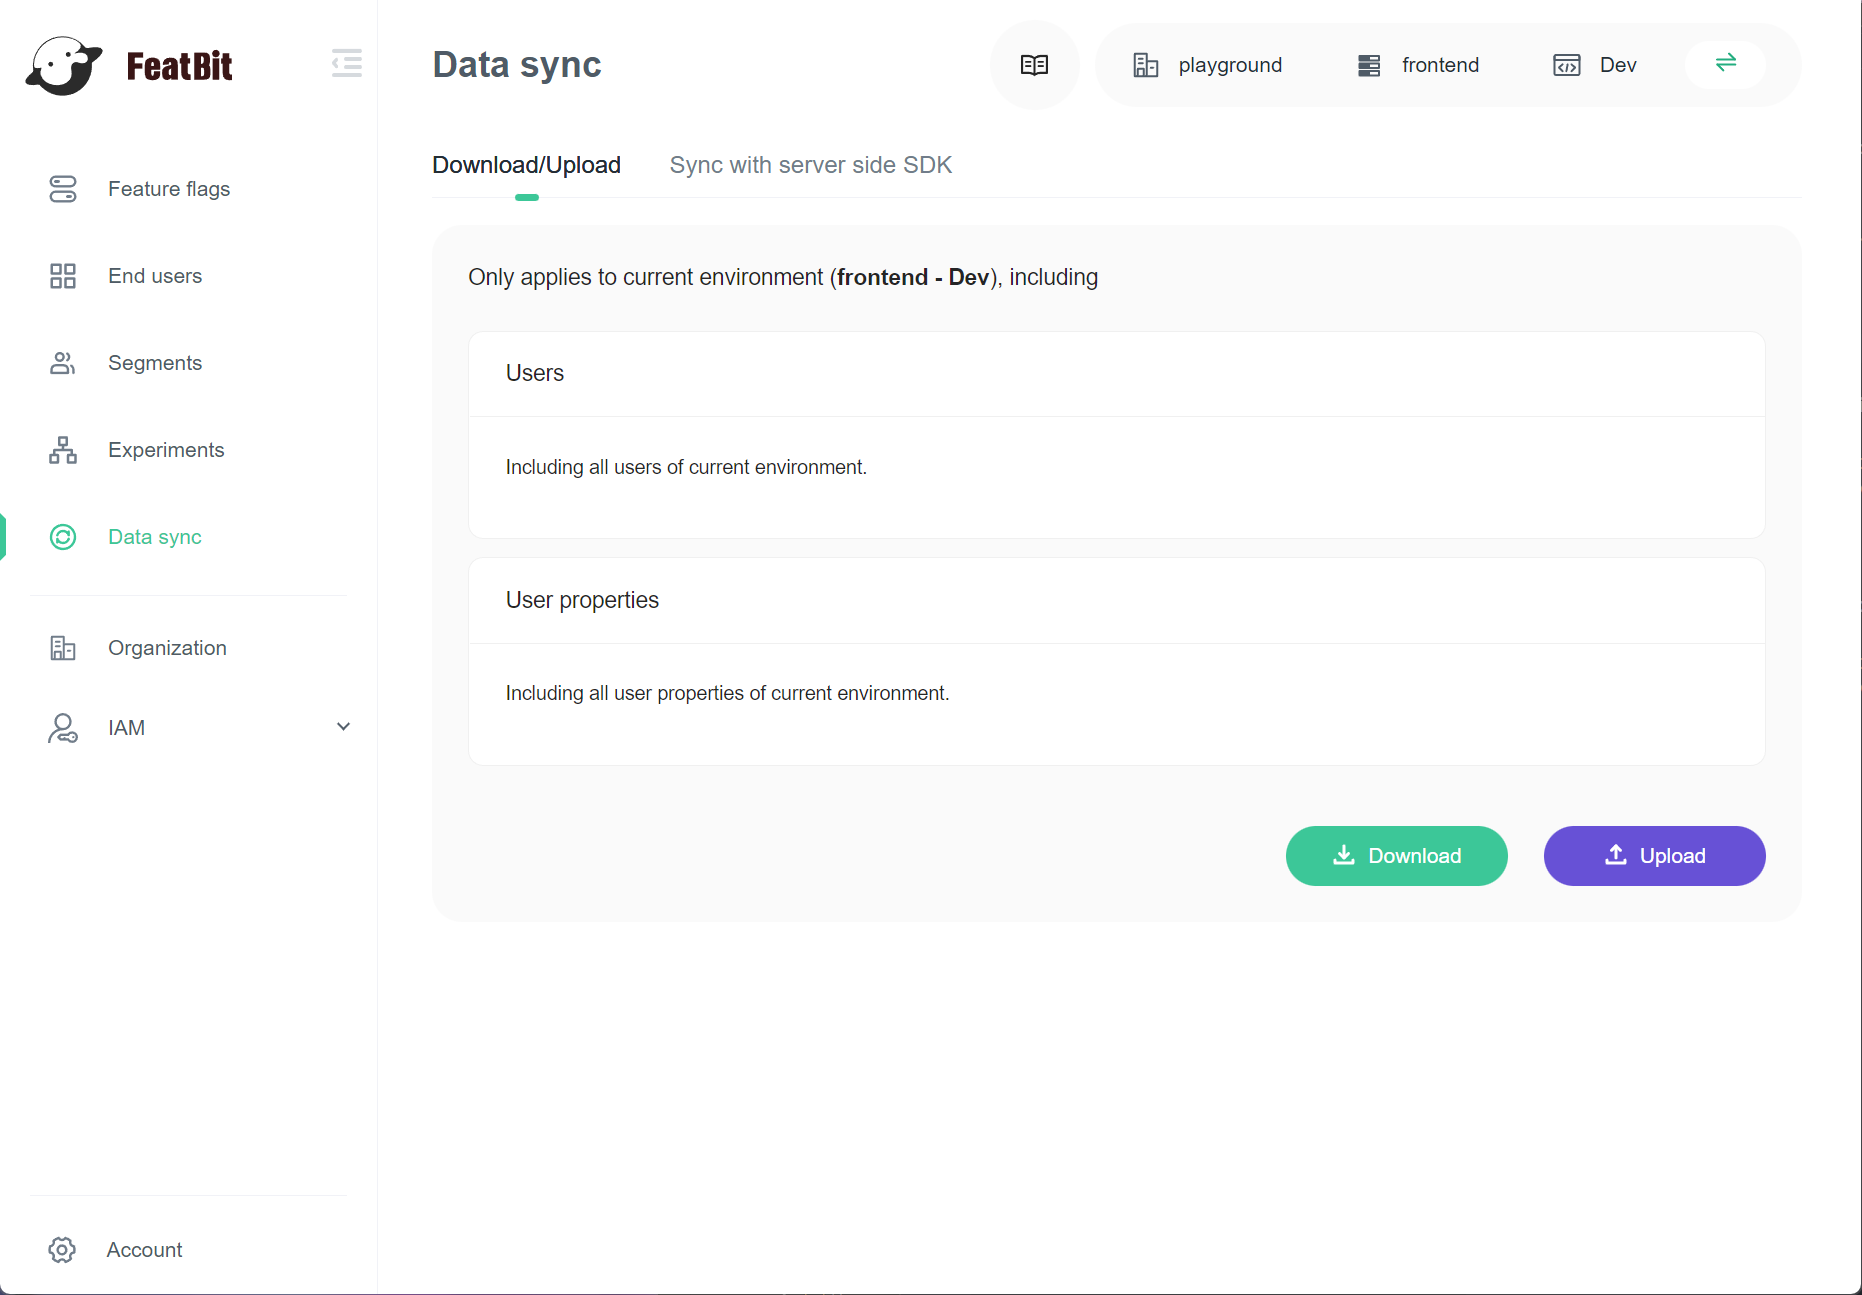 FeatBit
Data sync
playground
frontend
Dev
Feature flags
End users
Segments
Experiments
Data sync
Organization
IAM
Account
Download/Upload
Sync with server side SDK
Only applies to current environment (frontend - Dev), including
Users
Including all users of current environment.
User properties
Including all user properties of current environment.
Download
Upload